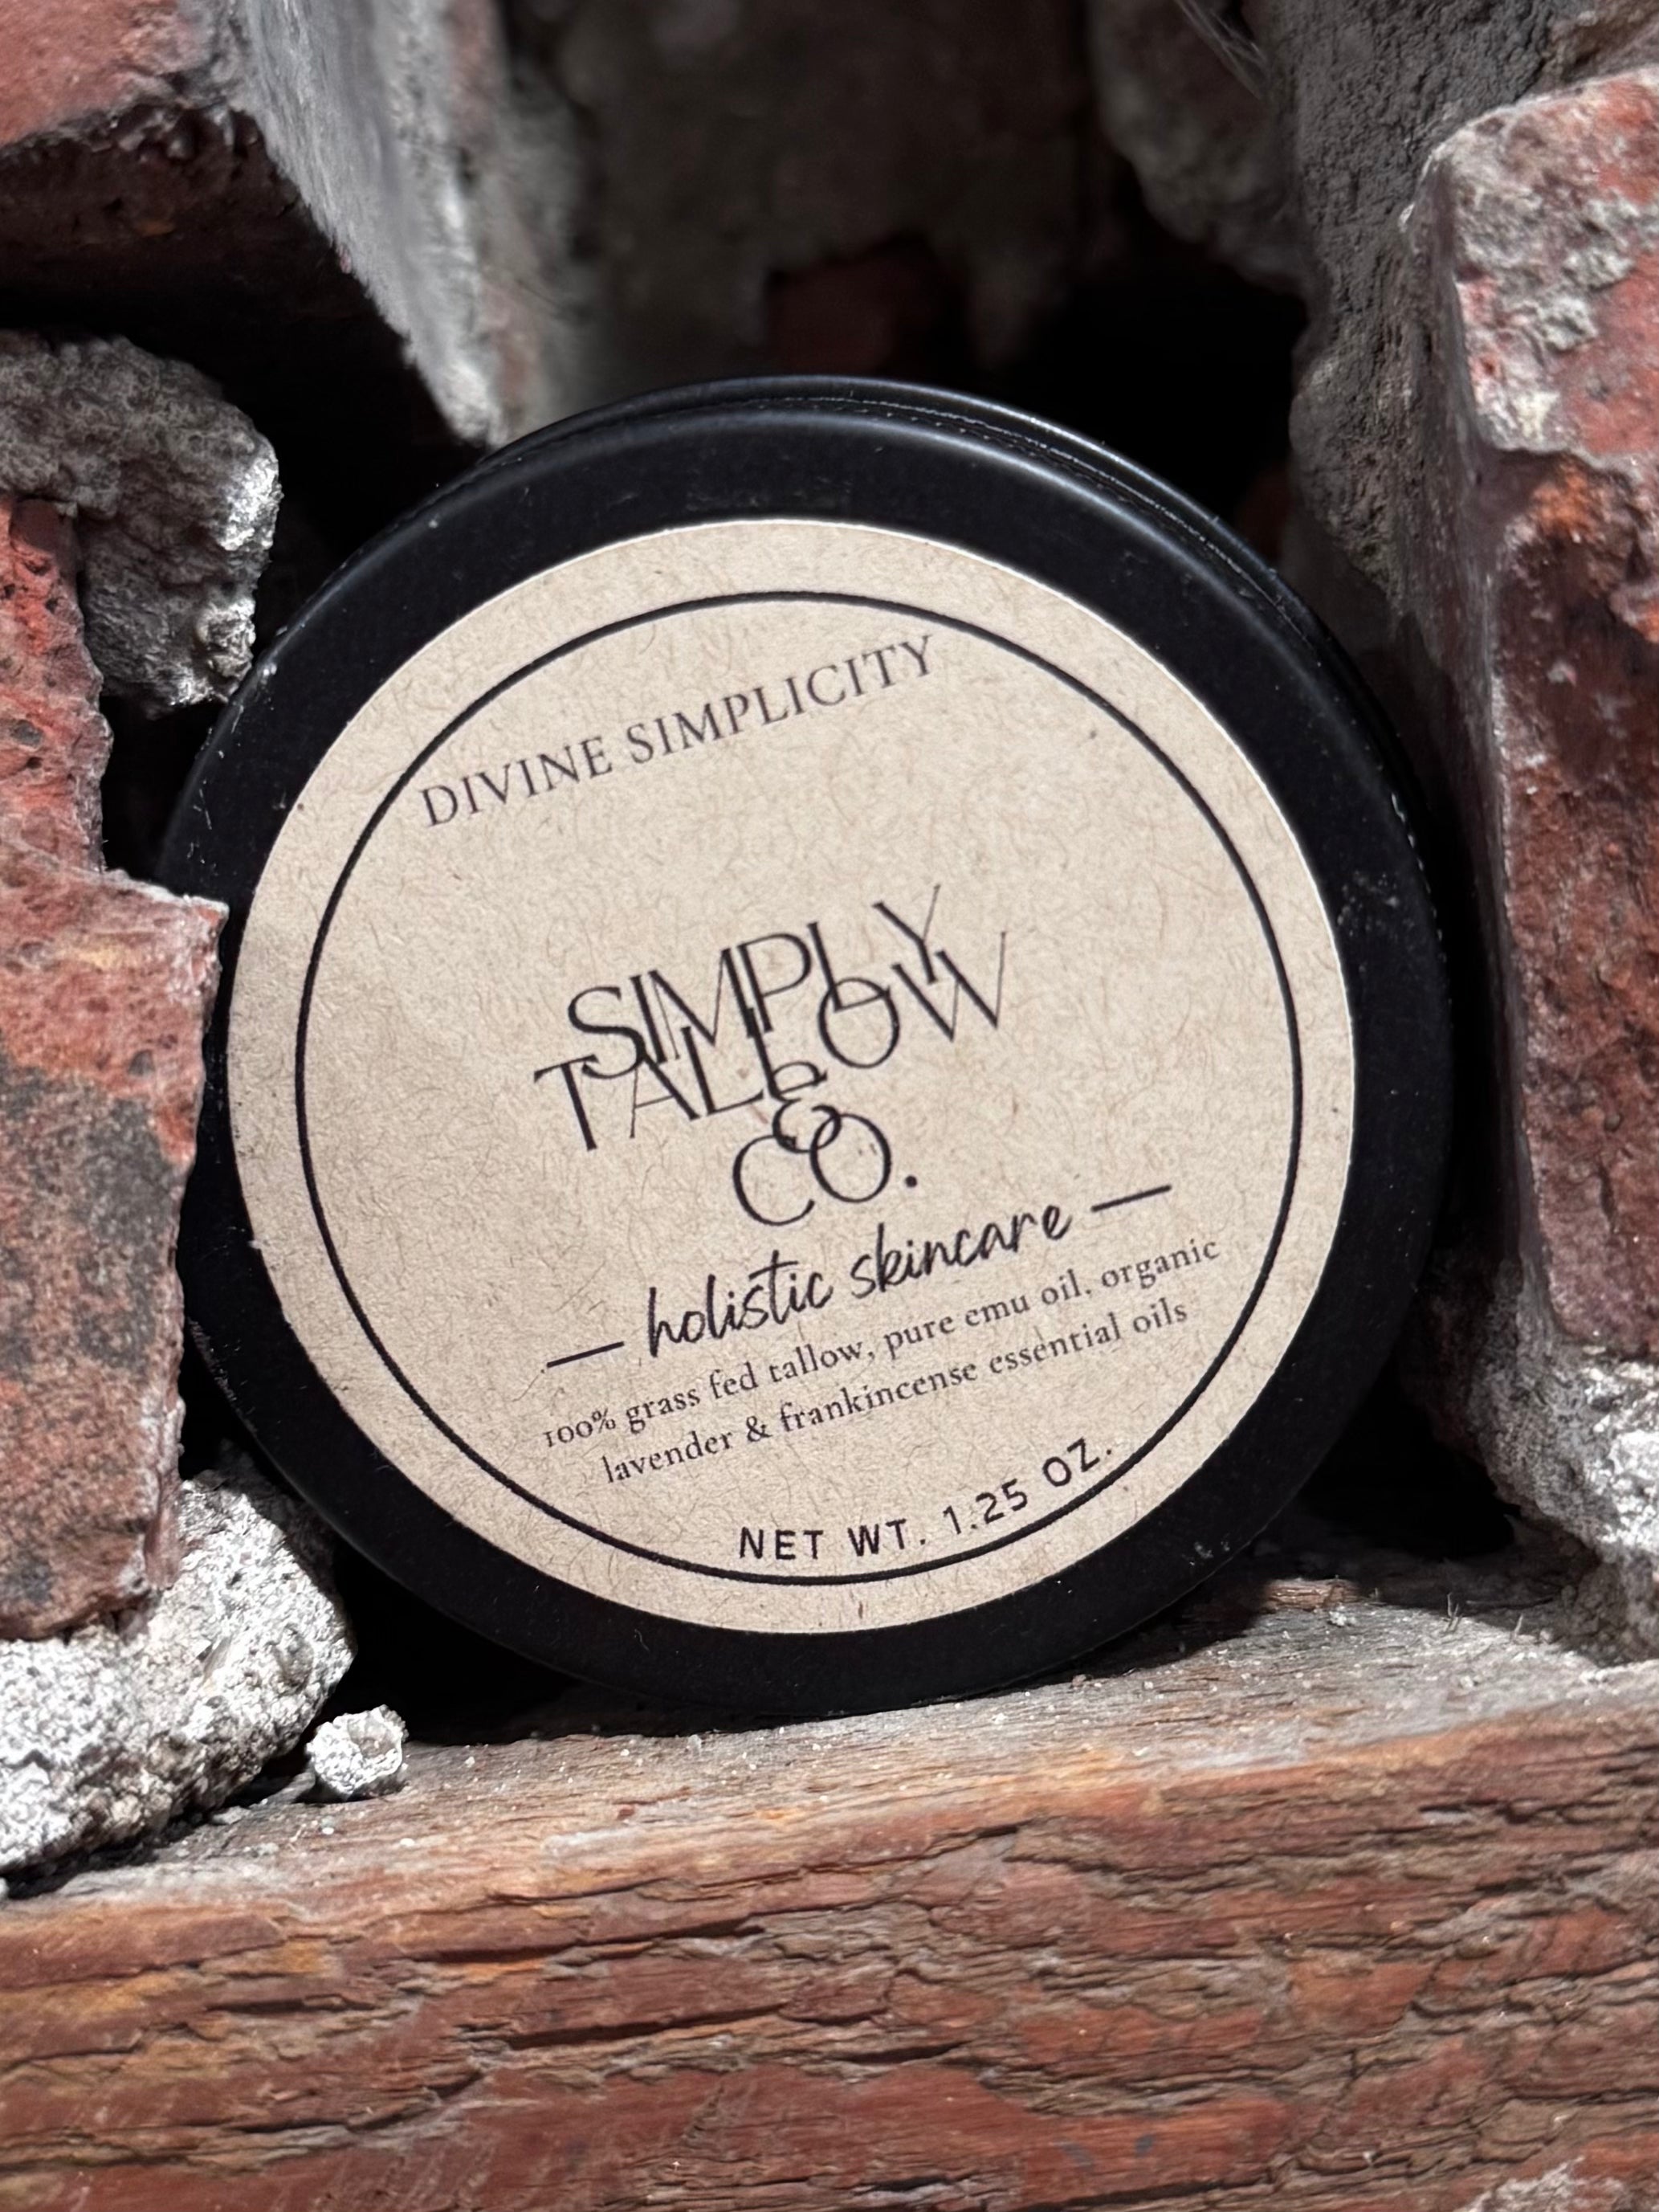 DIVINE SIMPLICITY
SIMPLY
TALLOW
&
CO.
— holistic skincare —
100% grass fed tallow, pure emu oil, organic
lavender & frankincense essential oils
NET WT. 1.25 OZ.